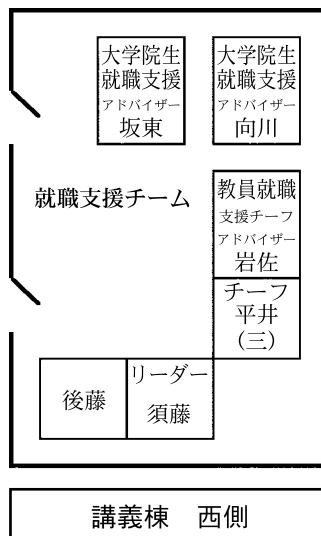 大学院生
就職支援
アドバイザー
坂東
大学院生
就職支援
アドバイザー
向川
就職支援チーム
教員就職
支援チーフ
アドバイザー
岩佐
チーフ
平井
(三)
リーダー
須藤
後藤
講義棟　西側